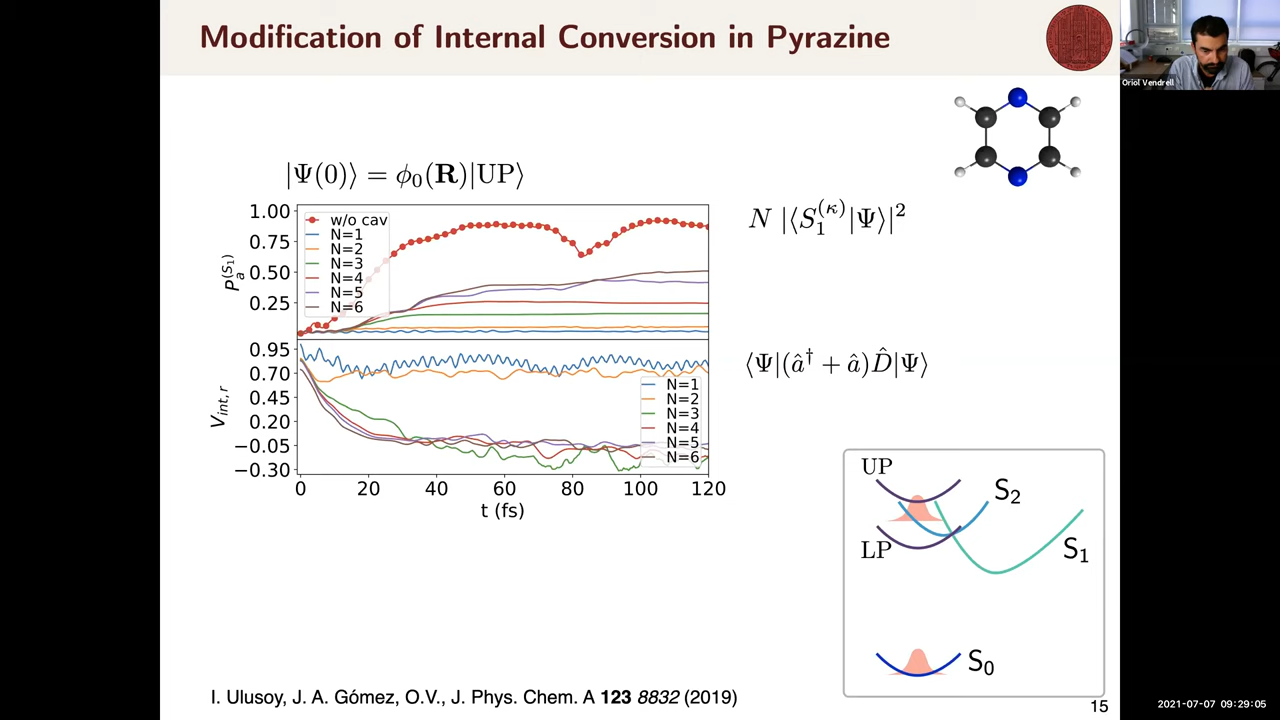 Modification of Internal Conversion in Pyrazine
Oriol Vendrell
|Ψ(0)⟩ = ϕ₀(R)|UP⟩
1.00
0.75
0.50
0.25
P_a^{(S₁)}
w/o cav
N=1
N=2
N=3
N=4
N=5
N=6
N |⟨S₁^{(κ)}|Ψ⟩|²
0.95
0.70
0.45
0.20
−0.05
−0.30
V_{int,r}
N=1
N=2
N=3
N=4
N=5
N=6
0 20 40 60 80 100 120
t (fs)
⟨Ψ|(â† + â)D̂|Ψ⟩
UP
S₂
LP
S₁
S₀
I. Ulusoy, J. A. Gómez, O.V., J. Phys. Chem. A 123 8832 (2019)
15
2021-07-07 09:29:05